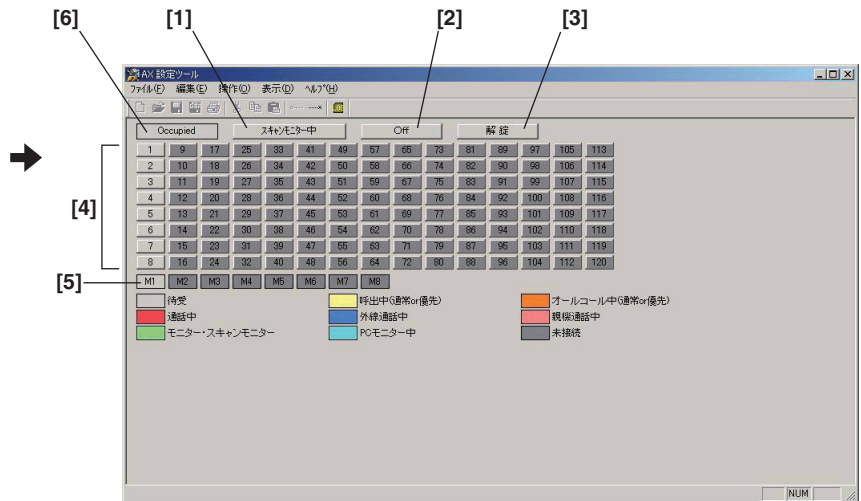 [6] [1] [2] [3]
AX 設定ツール
ファイル(F) 編集(E) 操作(O) 表示(D) ヘルプ(H)
Occupied スキャンモニター中 Off 解 錠
1 9 17 25 33 41 49 57 65 73 81 89 97 105 113
2 10 18 26 34 42 50 58 66 74 82 90 98 106 114
3 11 19 27 35 43 51 59 67 75 83 91 99 107 115
[4] 4 12 20 28 36 44 52 60 68 76 84 92 100 108 116
5 13 21 29 37 45 53 61 69 77 85 93 101 109 117
6 14 22 30 38 46 54 62 70 78 86 94 102 110 118
7 15 23 31 39 47 55 63 71 79 87 95 103 111 119
8 16 24 32 40 48 56 64 72 80 88 96 104 112 120
[5] M1 M2 M3 M4 M5 M6 M7 M8
待受 呼出中(通常or優先) オールコール中(通常or優先)
通話中 外線通話中 親機通話中
モニター・スキャンモニター PCモニター中 未接続
NUM